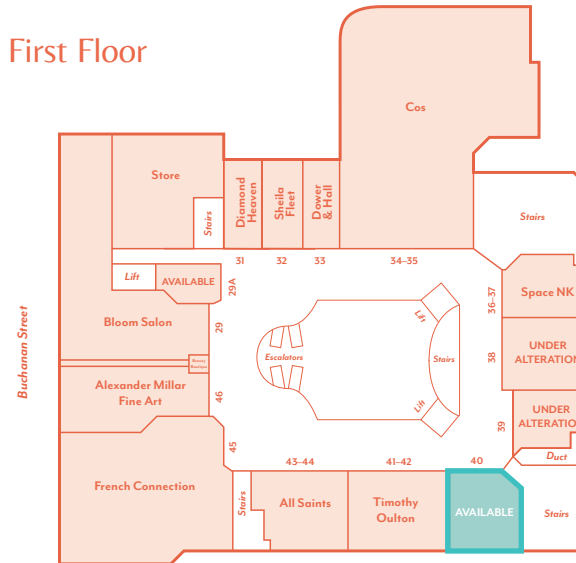 First Floor
Cos
Store
Stairs
Diamond
Heaven
Sheila
Fleet
Dower
& Hall
Stairs
31
32
33
34–35
Lift
AVAILABLE
29A
36–37
Space NK
Buchanan Street
Bloom Salon
29
Lift
Escalators
Stairs
38
UNDER
ALTERATION
Beauty
Boutique
Alexander Millar
Fine Art
46
Lift
39
UNDER
ALTERATION
45
43–44
41–42
40
Duct
French Connection
Stairs
All Saints
Timothy
Oulton
AVAILABLE
Stairs